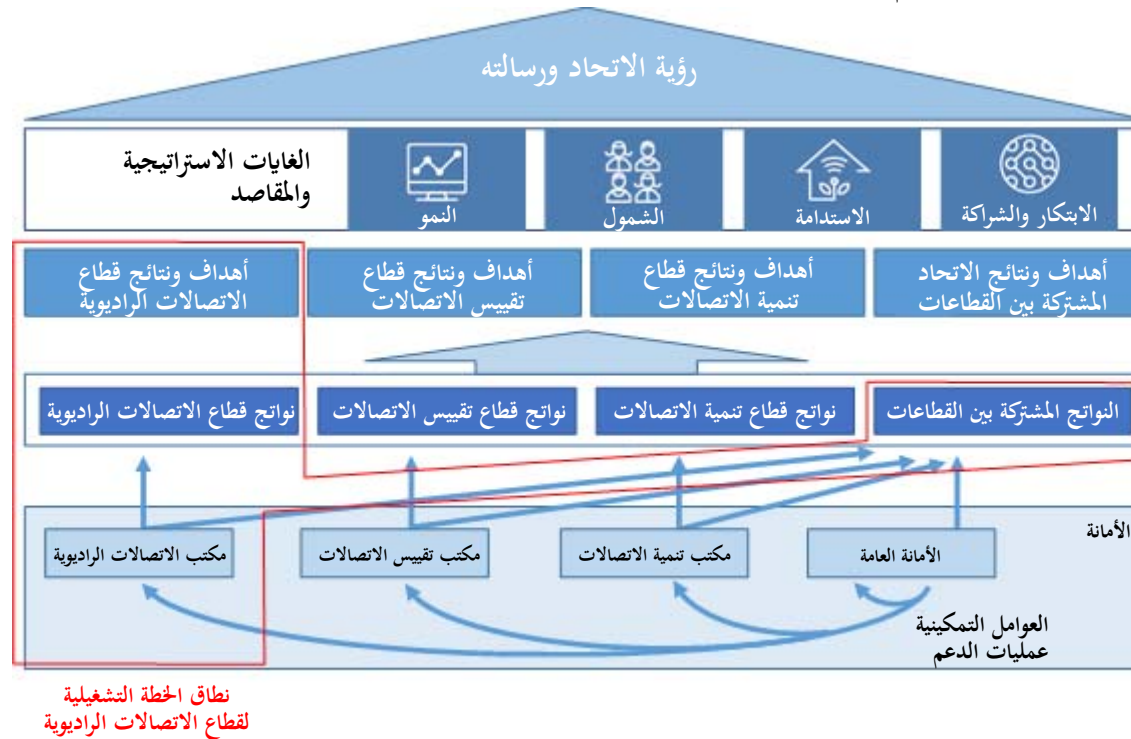 رؤية الاتحاد ورسالته
الغايات الاستراتيجية
والمقاصد
النمو
الشمول
الاستدامة
الابتكار والشراكة
أهداف ونتائج الاتحاد
المشتركة بين القطاعات
أهداف ونتائج قطاع
تنمية الاتصالات
أهداف ونتائج قطاع
تقييس الاتصالات
أهداف ونتائج قطاع
الاتصالات الراديوية
النواتج المشتركة بين القطاعات
نواتج قطاع تنمية الاتصالات
نواتج قطاع تقييس الاتصالات
نواتج قطاع الاتصالات الراديوية
الأمانة
الأمانة العامة
مكتب تنمية الاتصالات
مكتب تقييس الاتصالات
مكتب الاتصالات الراديوية
العوامل التمكينية
عمليات الدعم
نطاق الخطة التشغيلية
لقطاع الاتصالات الراديوية